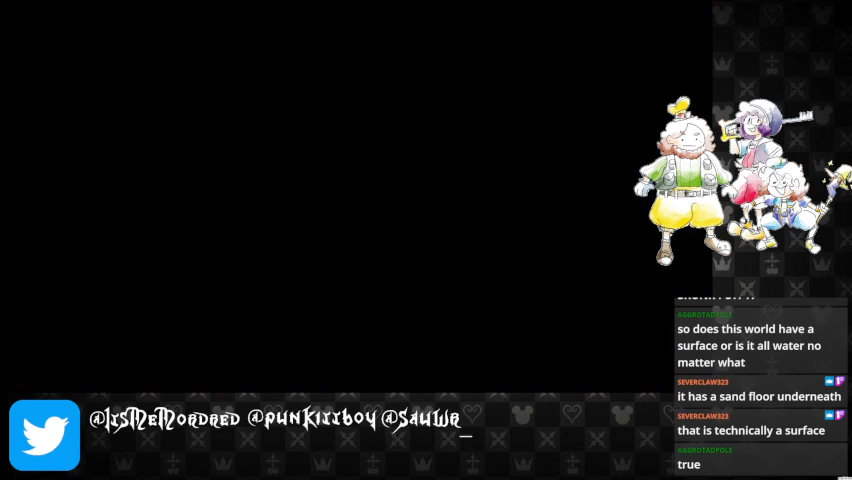 AGGROTADPOLE
so does this world have a
surface or is it all water no
matter what
SEVERCLAW323
it has a sand floor underneath
SEVERCLAW323
that is technically a surface
AGGROTADPOLE
true
@ItsMeMordred @punkittboy @SauWr_